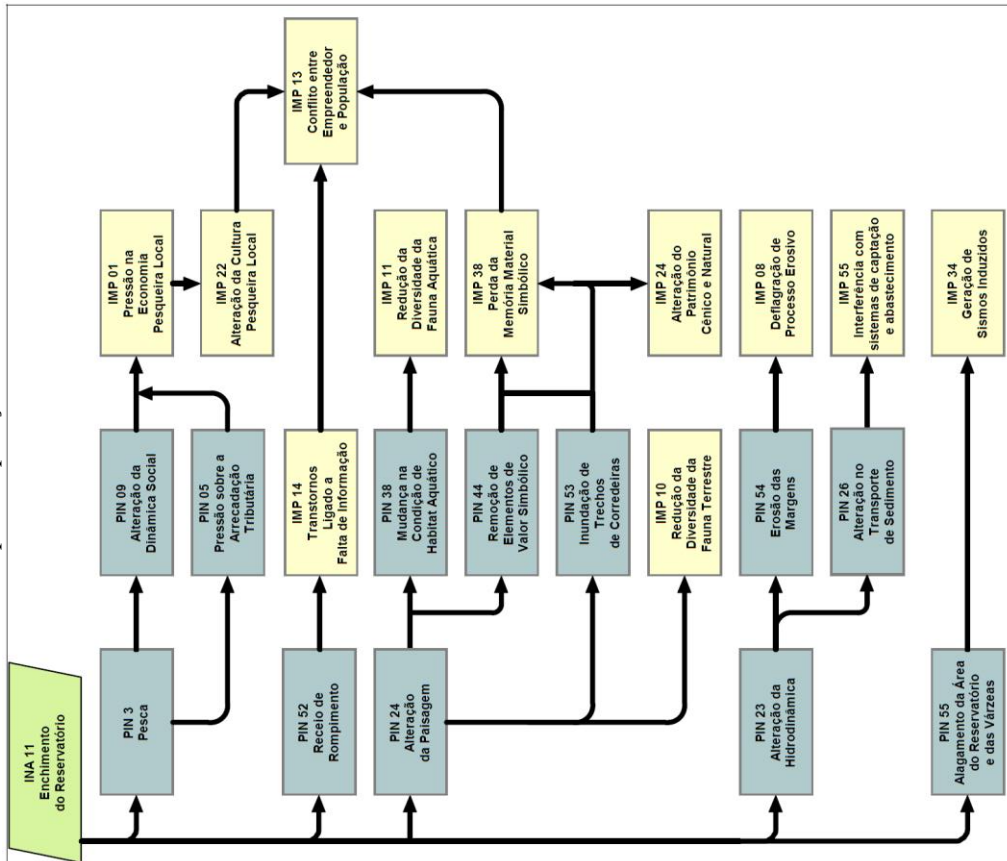 INA 11
Enchimento
do Reservatório
PIN 3
Pesca
PIN 09
Alteração da
Dinâmica Social
IMP 01
Pressão na
Economia
Pesqueira Local
PIN 05
Pressão sobre a
Arrecadação
Tributária
IMP 22
Alteração da Cultura
Pesqueira Local
IMP 13
Conflito entre
Empreendedor
e População
PIN 52
Receio de
Rompimento
IMP 14
Transtornos
Ligado a
Falta de Informação
PIN 24
Alteração
da Paisagem
PIN 38
Mudança na
Condição de
Habitat Aquático
IMP 11
Redução da
Diversidade da
Fauna Aquática
PIN 44
Remoção de
Elementos de
Valor Simbólico
IMP 38
Perda da
Memória Material
Simbólico
PIN 53
Inundação de
Trechos
de Corredeiras
IMP 24
Alteração do
Patrimônio
Cênico e Natural
IMP 10
Redução da
Diversidade da
Fauna Terrestre
PIN 23
Alteração da
Hidrodinâmica
PIN 54
Erosão das
Margens
IMP 08
Deflagração de
Processo Erosivo
PIN 26
Alteração no
Transporte
de Sedimento
IMP 55
Interferência com
sistemas de captação
e abastecimento
PIN 55
Alagamento da Área
do Reservatório
e das Várzeas
IMP 34
Geração de
Sismos Induzidos